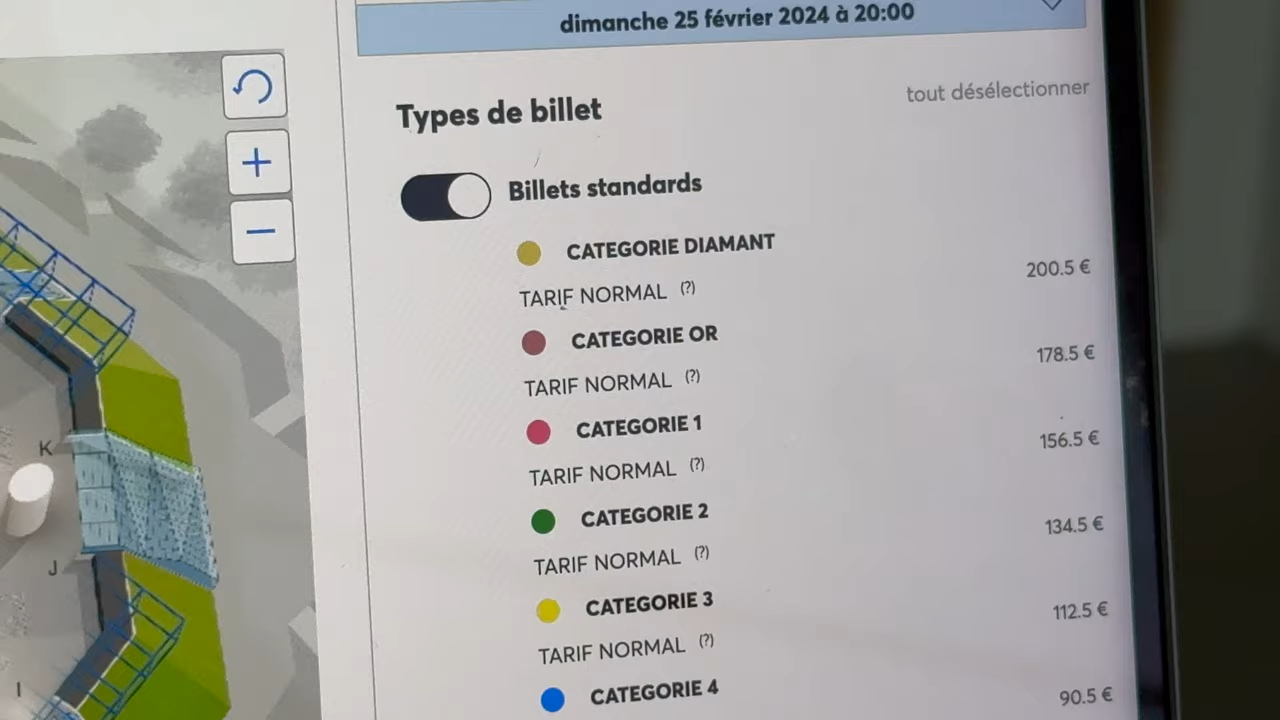 dimanche 25 février 2024 à 20:00
Types de billet
tout désélectionner
Billets standards
CATEGORIE DIAMANT
TARIF NORMAL (?)
200.5 €
CATEGORIE OR
TARIF NORMAL (?)
178.5 €
CATEGORIE 1
TARIF NORMAL (?)
156.5 €
CATEGORIE 2
TARIF NORMAL (?)
134.5 €
CATEGORIE 3
TARIF NORMAL (?)
112.5 €
CATEGORIE 4
90.5 €
K
J
I